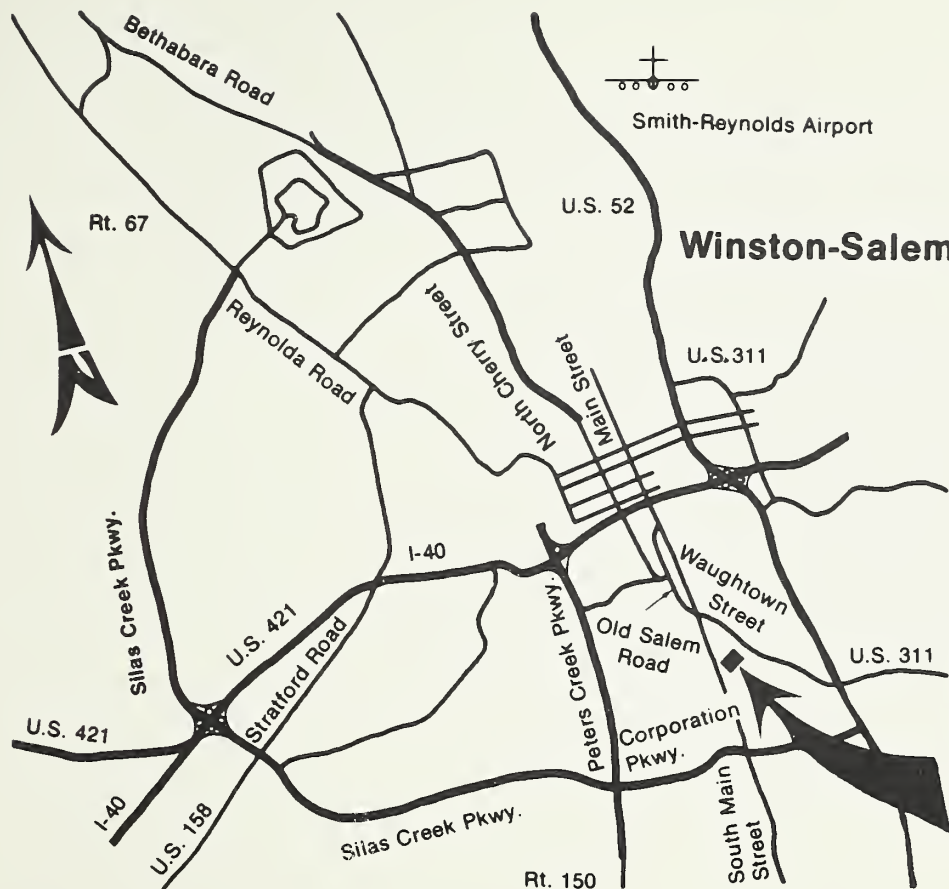 Bethabara Road
Smith-Reynolds Airport
Rt. 67
U.S. 52
Winston-Salem
Reynolda Road
North Cherry Street
Main Street
U.S. 311
Silas Creek Pkwy.
I-40
U.S. 421
Stratford Road
Peters Creek Pkwy.
Waughtown
Street
Old Salem
Road
U.S. 311
U.S. 421
Corporation
Pkwy.
I-40
U.S. 158
Silas Creek Pkwy.
South Main
Street
Rt. 150